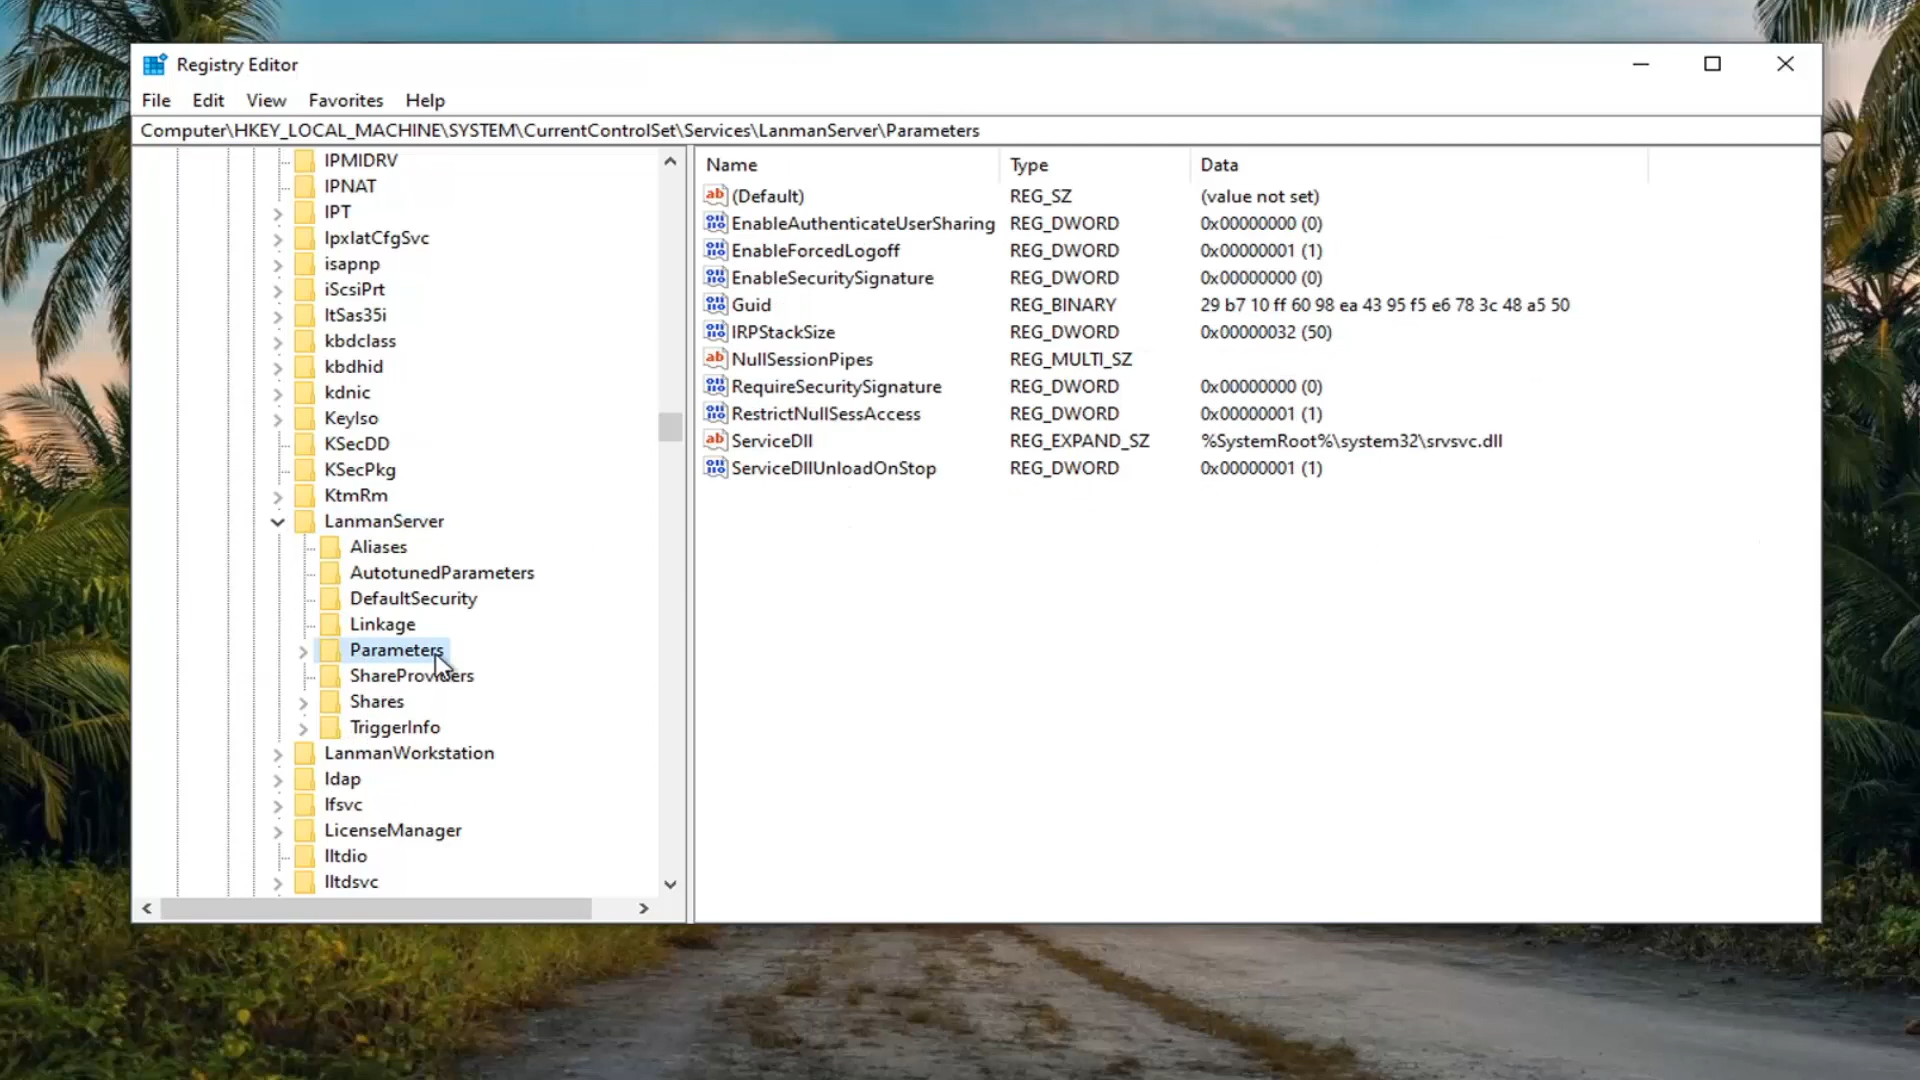 Registry Editor
File Edit View Favorites Help
Computer\HKEY_LOCAL_MACHINE\SYSTEM\CurrentControlSet\Services\LanmanServer\Parameters
IPMIDRV
IPNAT
IPT
IpxlatCfgSvc
isapnp
iScsiPrt
ItSas35i
kbdclass
kbdhid
kdnic
KeyIso
KSecDD
KSecPkg
KtmRm
LanmanServer
Aliases
AutotunedParameters
DefaultSecurity
Linkage
Parameters
ShareProviders
Shares
TriggerInfo
LanmanWorkstation
ldap
lfsvc
LicenseManager
lltdio
lltdsvc
Name Type Data
(Default) REG_SZ (value not set)
EnableAuthenticateUserSharing REG_DWORD 0x00000000 (0)
EnableForcedLogoff REG_DWORD 0x00000001 (1)
EnableSecuritySignature REG_DWORD 0x00000000 (0)
Guid REG_BINARY 29 b7 10 ff 60 98 ea 43 95 f5 e6 78 3c 48 a5 50
IRPStackSize REG_DWORD 0x00000032 (50)
NullSessionPipes REG_MULTI_SZ
RequireSecuritySignature REG_DWORD 0x00000000 (0)
RestrictNullSessAccess REG_DWORD 0x00000001 (1)
ServiceDll REG_EXPAND_SZ %SystemRoot%\system32\srvsvc.dll
ServiceDllUnloadOnStop REG_DWORD 0x00000001 (1)